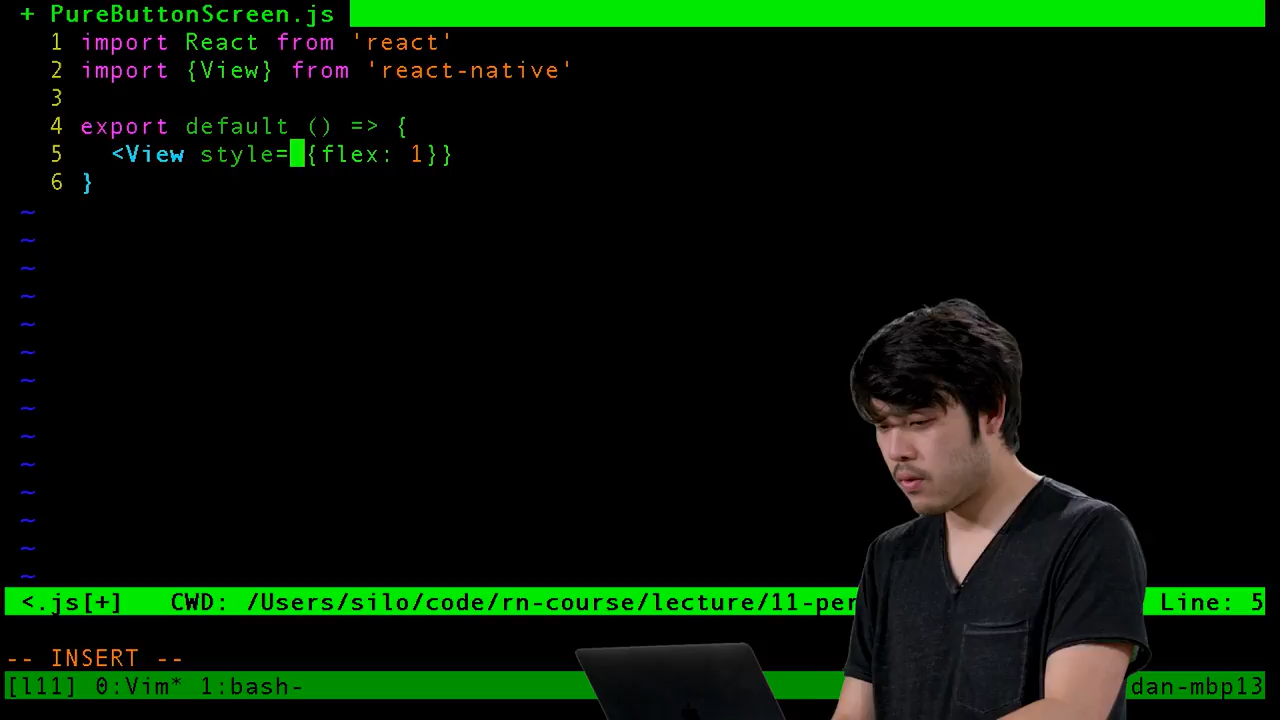 + PureButtonScreen.js
1 import React from 'react'
2 import {View} from 'react-native'
3
4 export default () => {
5 <View style={{flex: 1}}
6 }
~
~
~
~
~
~
~
~
~
~
~
~
~
~
<.js[+] CWD: /Users/silo/code/rn-course/lecture/11-per Line: 5
-- INSERT --
[l11] 0:Vim* 1:bash- dan-mbp13